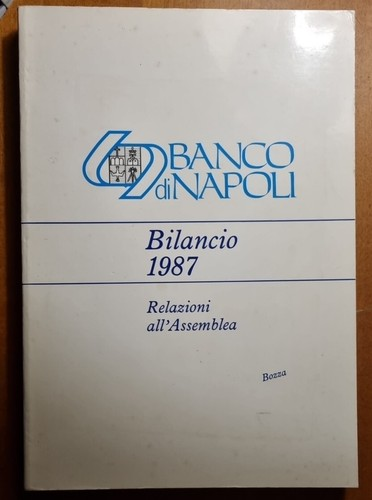 BANCO
di NAPOLI
Bilancio
1987
Relazioni
all'Assemblea
Bozza